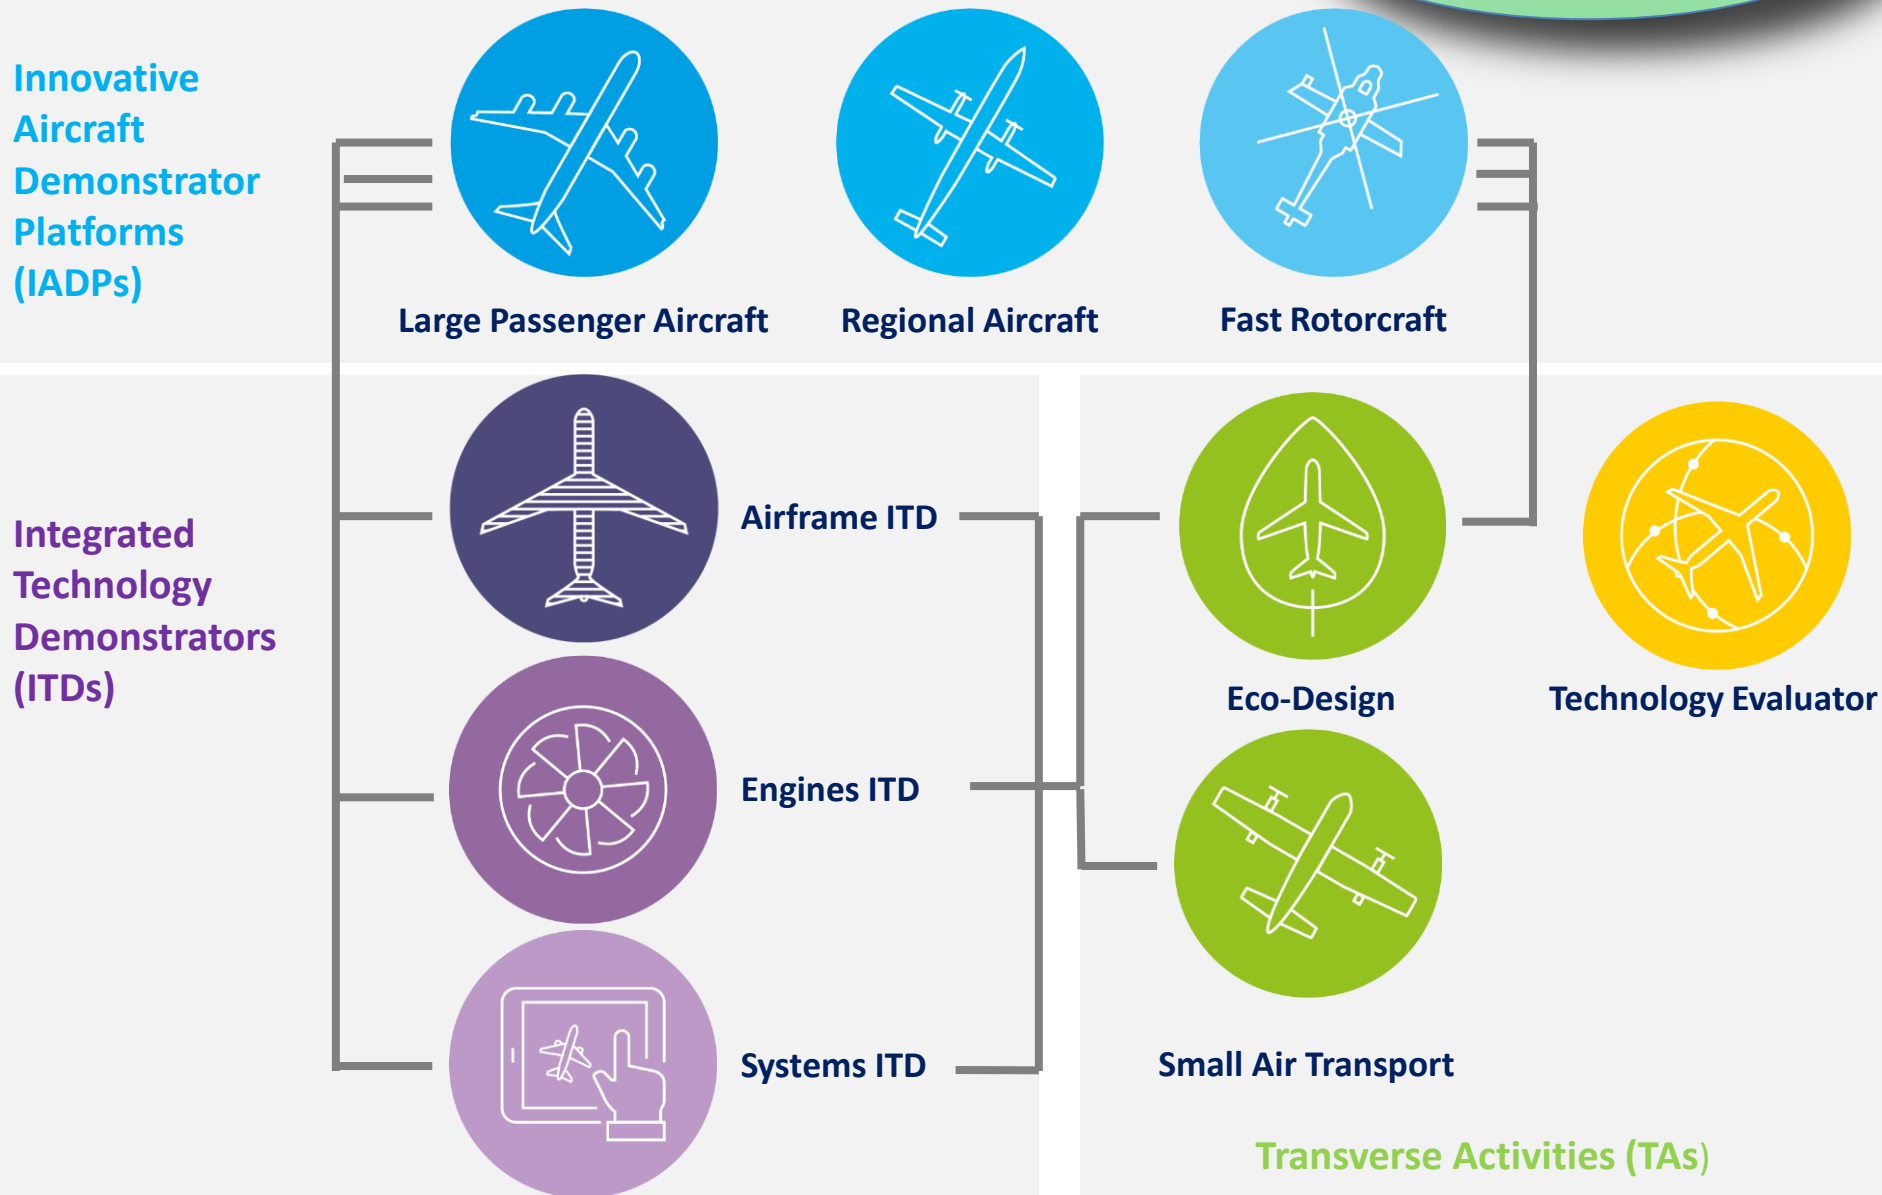 Innovative
Aircraft
Demonstrator
Platforms
(IADPs)
Large Passenger Aircraft
Regional Aircraft
Fast Rotorcraft
Integrated
Technology
Demonstrators
(ITDs)
Airframe ITD
Engines ITD
Systems ITD
Eco-Design
Technology Evaluator
Small Air Transport
Transverse Activities (TAs)